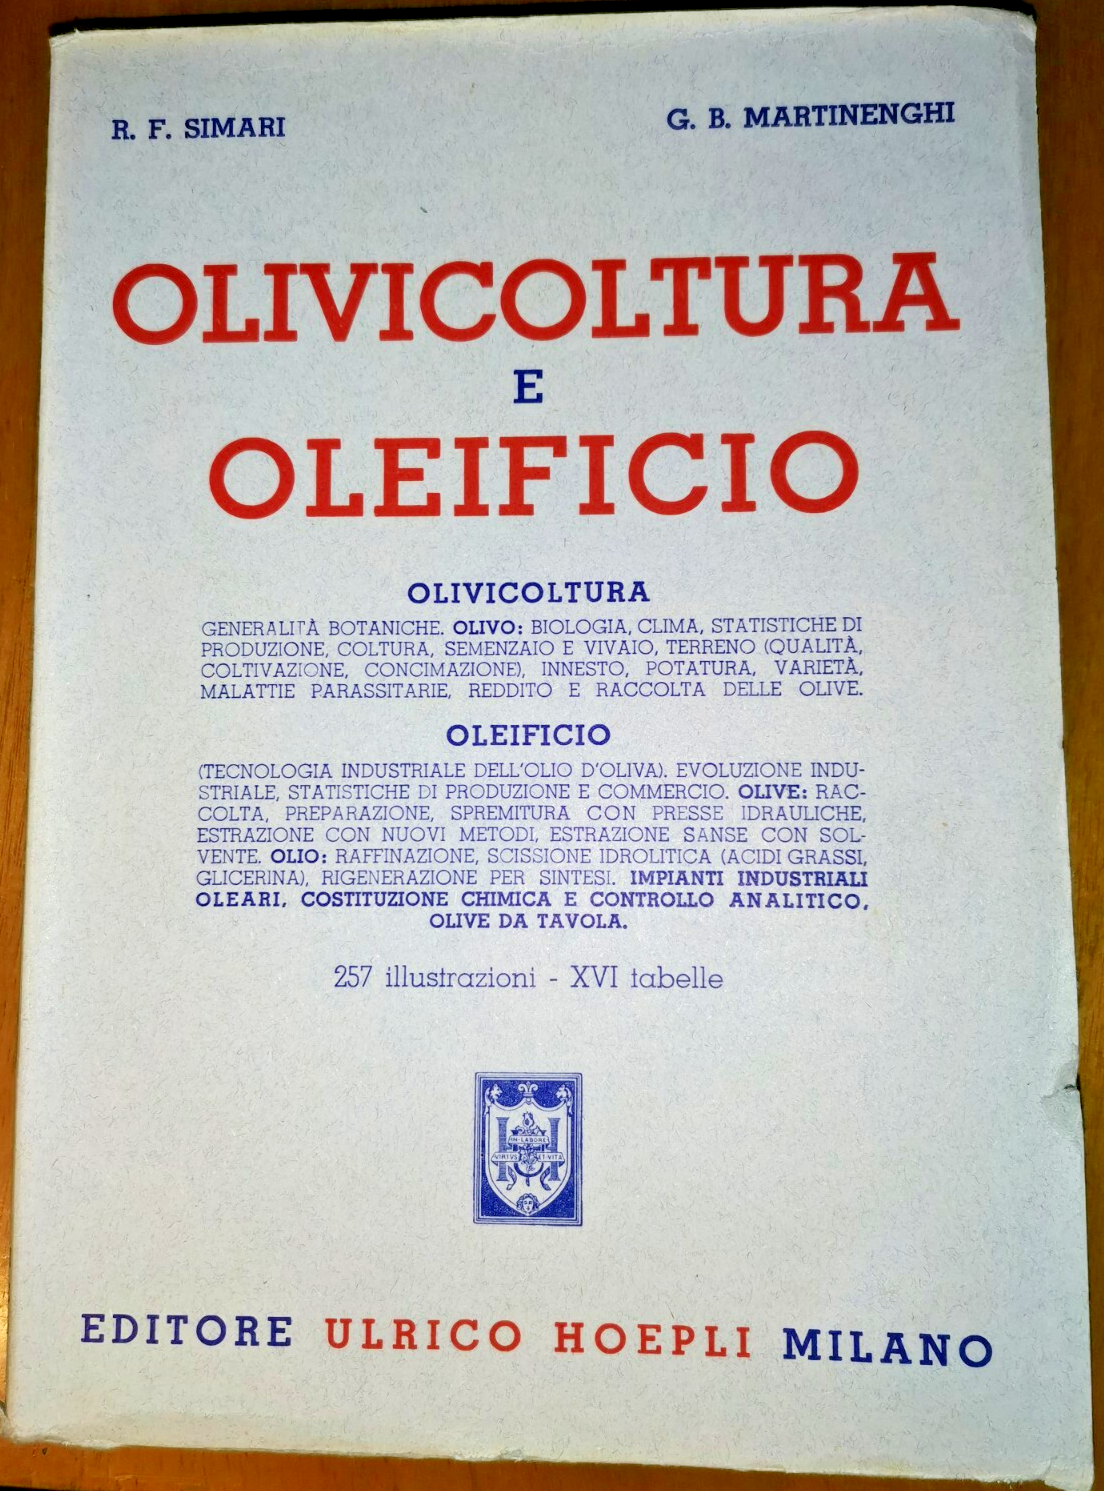 R. F. SIMARI
G. B. MARTINENGHI
OLIVICOLTURA
E
OLEIFICIO
OLIVICOLTURA
GENERALITÀ BOTANICHE. OLIVO: BIOLOGIA, CLIMA, STATISTICHE DI
PRODUZIONE, COLTURA, SEMENZAIO E VIVAIO, TERRENO (QUALITÀ,
COLTIVAZIONE, CONCIMAZIONE), INNESTO, POTATURA, VARIETÀ,
MALATTIE PARASSITARIE, REDDITO E RACCOLTA DELLE OLIVE.
OLEIFICIO
(TECNOLOGIA INDUSTRIALE DELL'OLIO D'OLIVA). EVOLUZIONE INDU-
STRIALE, STATISTICHE DI PRODUZIONE E COMMERCIO. OLIVE: RAC-
COLTA, PREPARAZIONE, SPREMITURA CON PRESSE IDRAULICHE,
ESTRAZIONE CON NUOVI METODI, ESTRAZIONE SANSE CON SOL-
VENTE. OLIO: RAFFINAZIONE, SCISSIONE IDROLITICA (ACIDI GRASSI,
GLICERINA), RIGENERAZIONE PER SINTESI. IMPIANTI INDUSTRIALI
OLEARI, COSTITUZIONE CHIMICA E CONTROLLO ANALITICO,
OLIVE DA TAVOLA.
257 illustrazioni - XVI tabelle
IN LABORE
VIRTVS ET VITA
EDITORE ULRICO HOEPLI MILANO